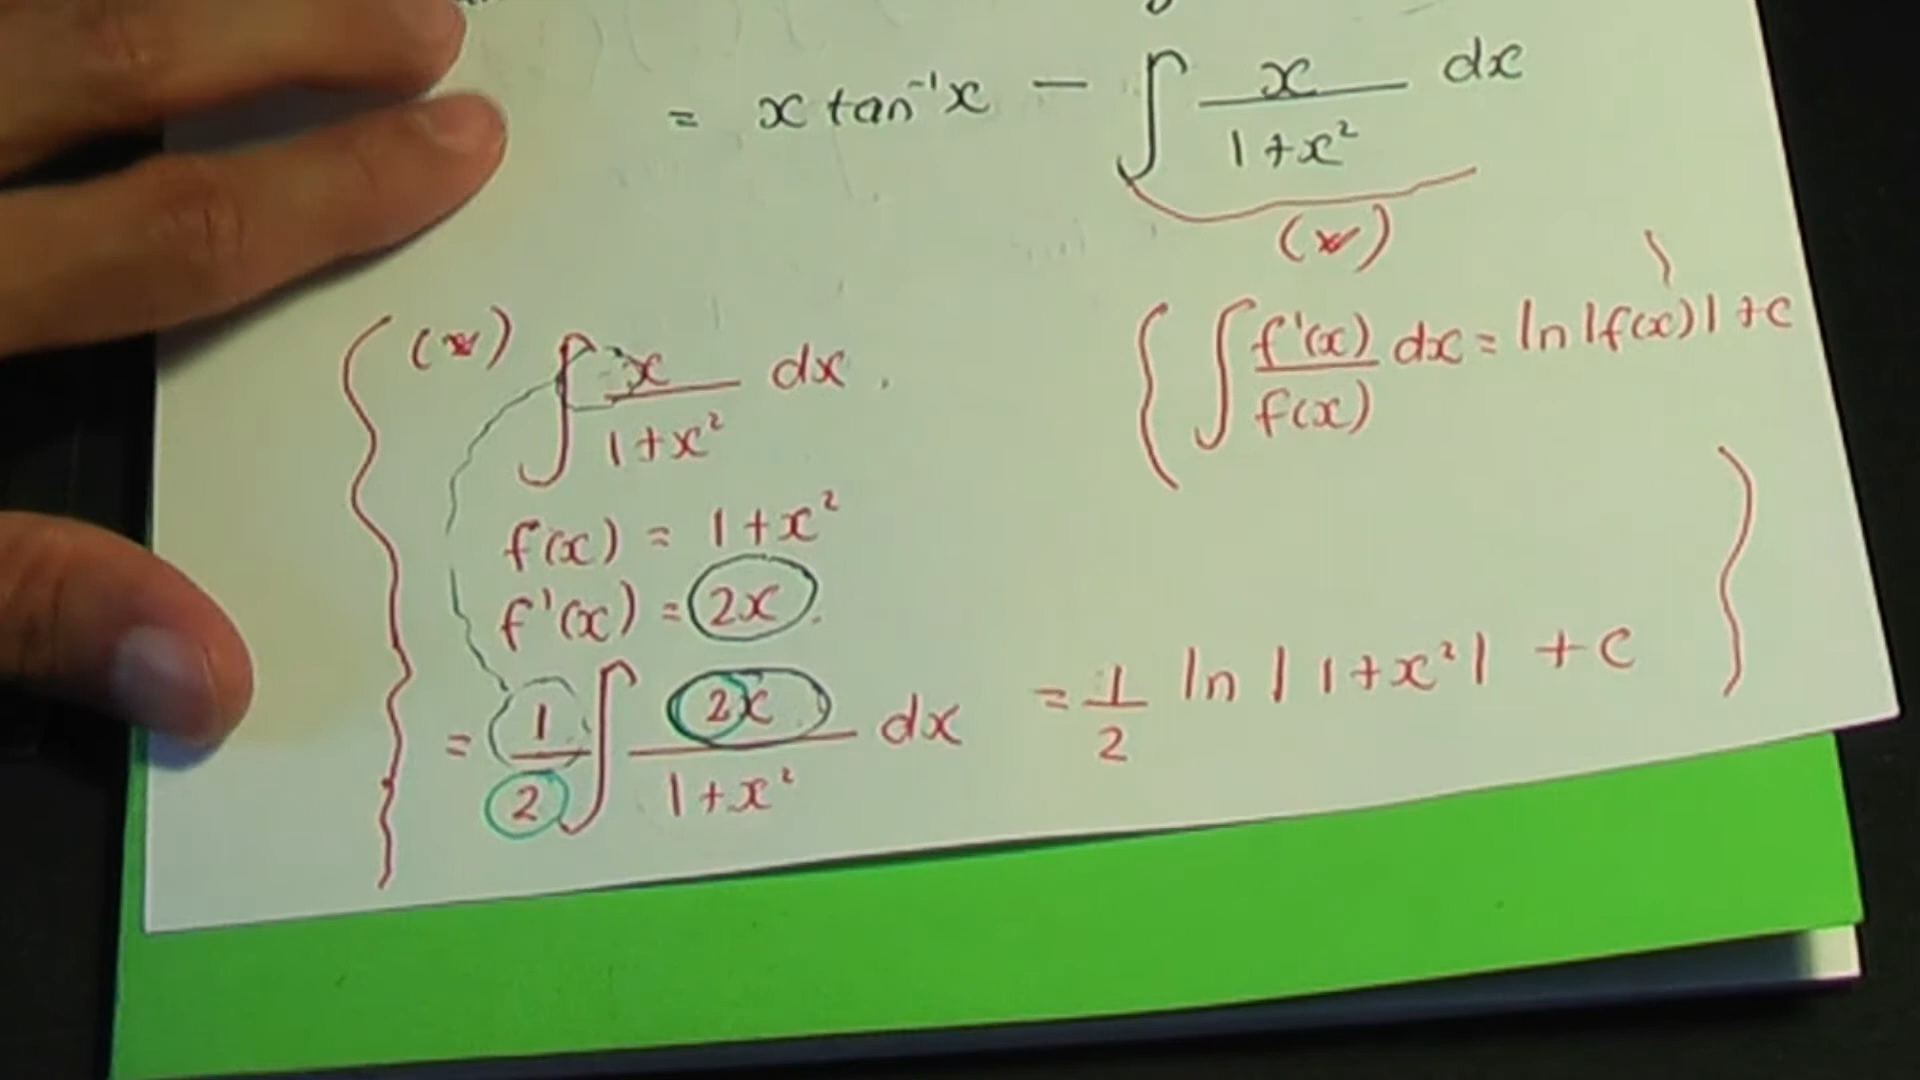 = x tan⁻¹x − ∫ x/(1+x²) dx
(*)
(*) ∫ x/(1+x²) dx.
{ ∫ f'(x)/f(x) dx = ln |f(x)| + c }
f(x) = 1+x²
f'(x) = 2x.
= 1/2 ∫ 2x/(1+x²) dx = 1/2 ln |1+x²| + c